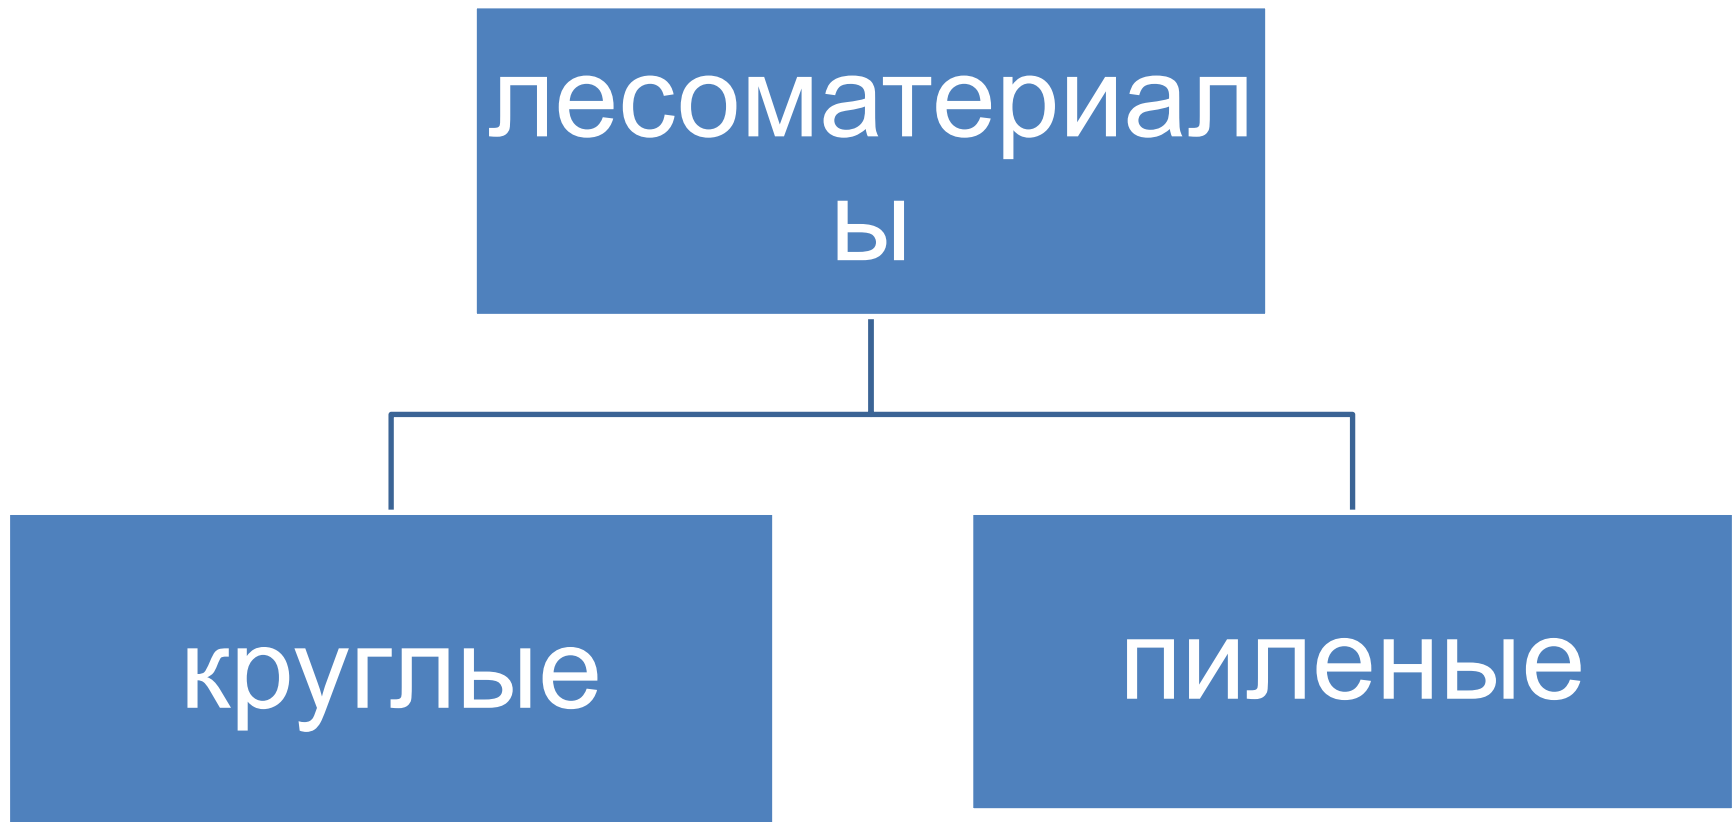 лесоматериал
ы
круглые
пиленые